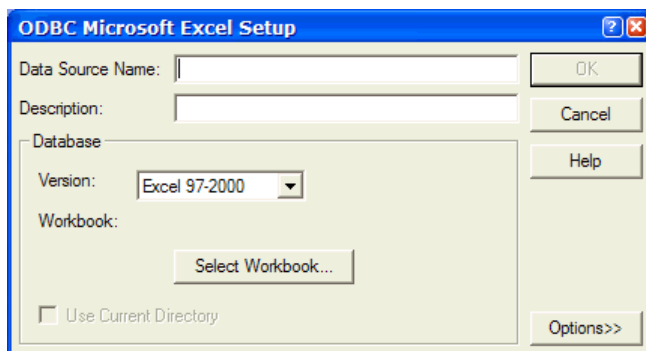 ODBC Microsoft Excel Setup
Data Source Name:
OK
Description:
Cancel
Database
Help
Version:
Excel 97-2000
Workbook:
Select Workbook...
Use Current Directory
Options>>